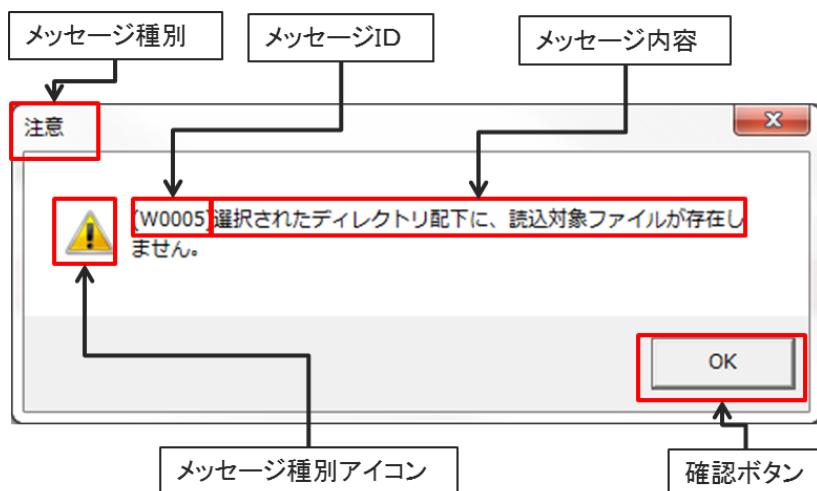 メッセージ種別
メッセージID
メッセージ内容
注意
(W0005)選択されたディレクトリ配下に、読込対象ファイルが存在し
ません。
OK
メッセージ種別アイコン
確認ボタン